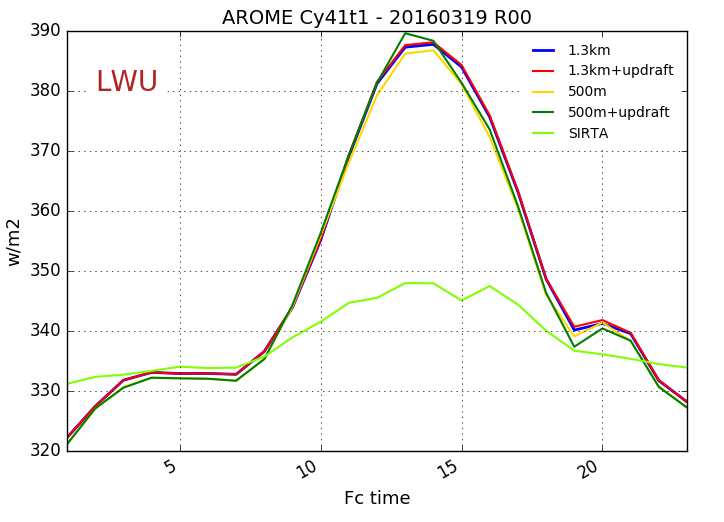 AROME Cy41t1 - 20160319 R00
LWU
1.3km
1.3km+updraft
500m
500m+updraft
SIRTA
w/m2
390
380
370
360
350
340
330
320
5
10
15
20
Fc time